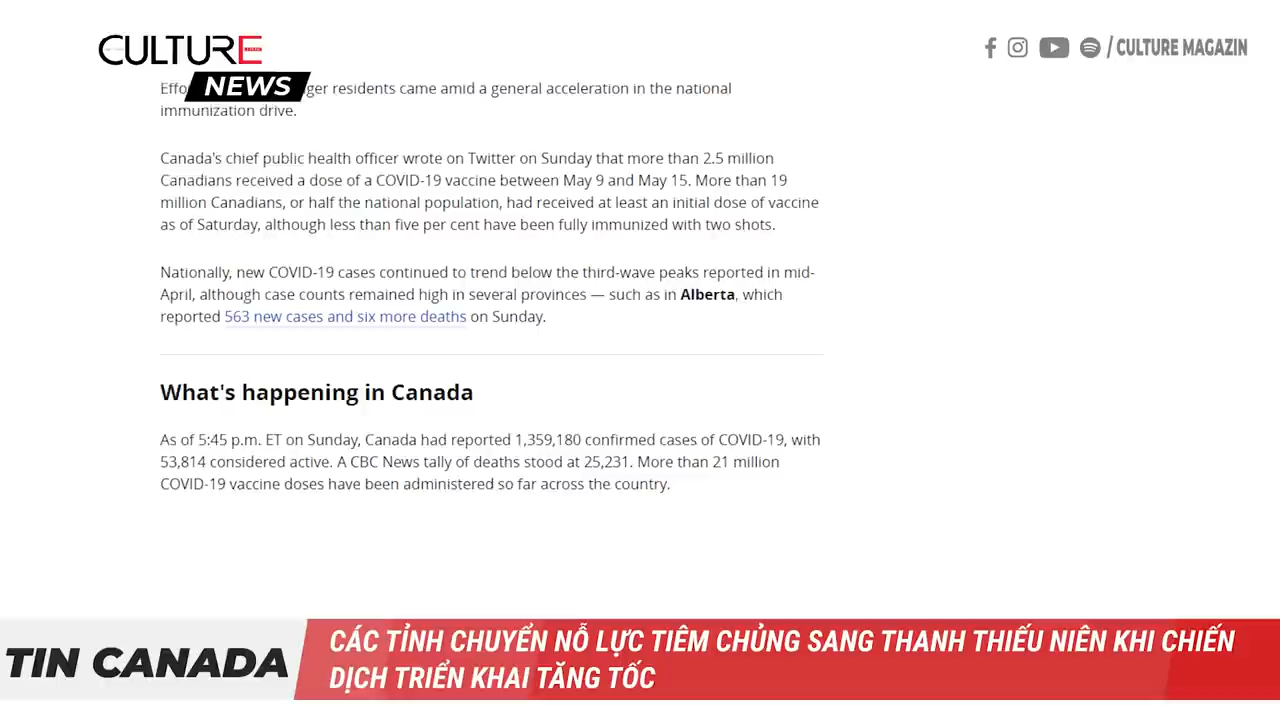 CULTURE
NEWS
/ CULTURE MAGAZIN
ger residents came amid a general acceleration in the national
immunization drive.
Canada's chief public health officer wrote on Twitter on Sunday that more than 2.5 million
Canadians received a dose of a COVID-19 vaccine between May 9 and May 15. More than 19
million Canadians, or half the national population, had received at least an initial dose of vaccine
as of Saturday, although less than five per cent have been fully immunized with two shots.
Nationally, new COVID-19 cases continued to trend below the third-wave peaks reported in mid-
April, although case counts remained high in several provinces — such as in Alberta, which
reported 563 new cases and six more deaths on Sunday.
What's happening in Canada
As of 5:45 p.m. ET on Sunday, Canada had reported 1,359,180 confirmed cases of COVID-19, with
53,814 considered active. A CBC News tally of deaths stood at 25,231. More than 21 million
COVID-19 vaccine doses have been administered so far across the country.
TIN CANADA
CÁC TỈNH CHUYỂN NỖ LỰC TIÊM CHỦNG SANG THANH THIẾU NIÊN KHI CHIẾN
DỊCH TRIỂN KHAI TĂNG TỐC